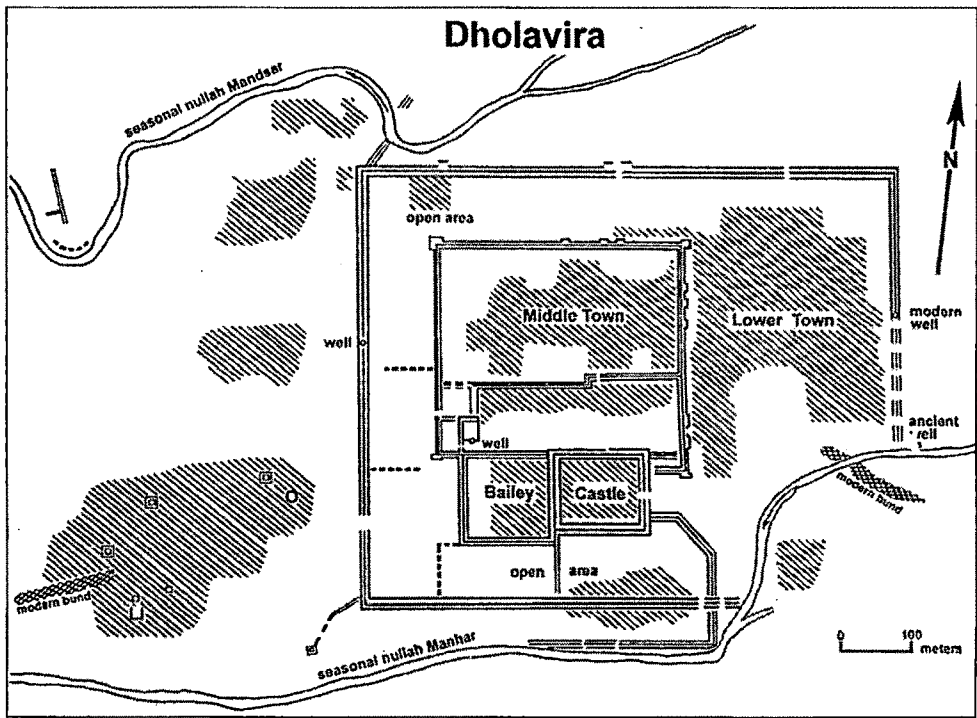 Dholavira
seasonal nullah Mandsar
N
open area
Middle Town
Lower Town
modern
well
well
ancient
well
modern
bund
Bailey
Castle
open area
modern bund
seasonal nullah Manhar
0 100
meters